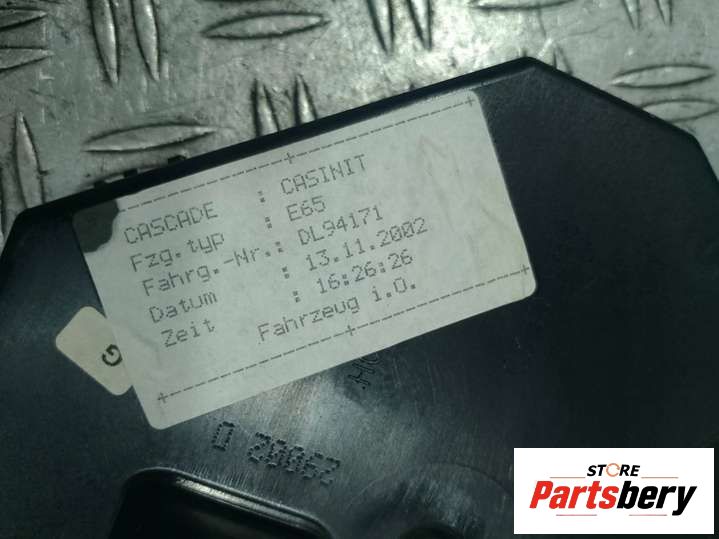 CASCADE : CASINIT
Fzg.typ : E65
Fahrg.-Nr.: DL94171
Datum : 13.11.2002
Zeit : 16:26:26
Fahrzeug i.O.
G
D 20067
STORE
Partsbery